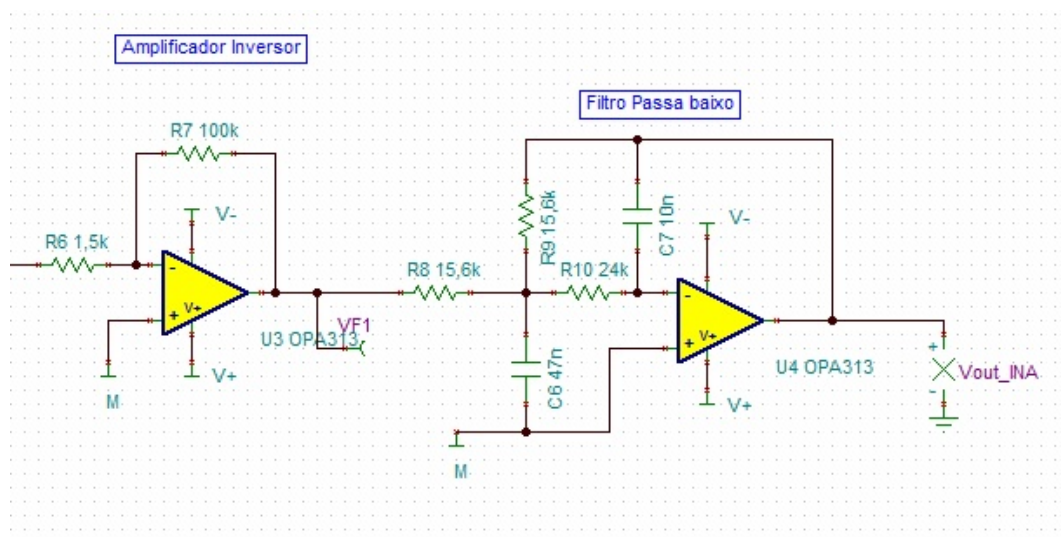 Amplificador Inversor
Filtro Passa baixo
R7 100k
V-
V-
R9 15,6k
C7 10n
R6 1,5k
R8 15,6k
R10 24k
-
-
+
V+
+
V+
U3 OPA313
VF1
U4 OPA313
+
Vout_INA
-
V+
C6 47n
V+
M
M